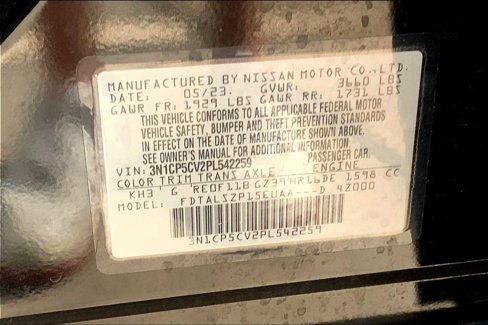 MANUFACTURED BY NISSAN MOTOR CO.,LTD.
DATE: 05/23 GVWR: 3660 LBS
GAWR FR: 1929 LBS GAWR RR: 1731 LBS
THIS VEHICLE CONFORMS TO ALL APPLICABLE FEDERAL MOTOR
VEHICLE SAFETY, BUMPER AND THEFT PREVENTION STANDARDS
IN EFFECT ON THE DATE OF MANUFACTURE SHOWN ABOVE.
SEE OWNER'S MANUAL FOR ADDITIONAL INFORMATION
VIN: 3N1CP5CV2PL542259 PASSENGER CAR.
COLOR TRIM TRANS AXLE ENGINE
KH3 G RE0F11B GZ39 HR16DE 1598 CC
MODEL: FDTALSZP15EUAA---D 4Z000
3N1CP5CV2PL542259